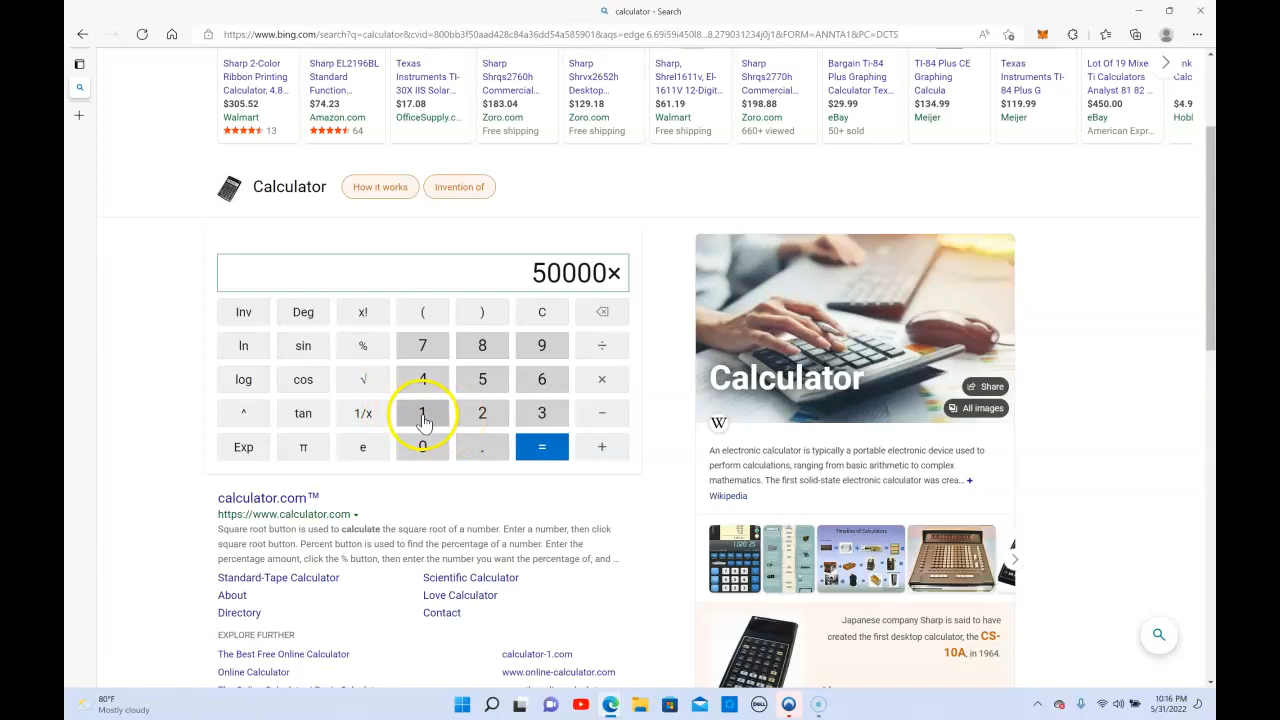 calculator - Search
https://www.bing.com/search?q=calculator&cvid=800bb3f50aad428c84a36dd54a585901&aqs=edge.6.69i59i450l8...8.279031234j0j1&FORM=ANNTA1&PC=DCTS
Sharp 2-Color Ribbon Printing Calculator, 4.8...
$305.52
Walmart
13
Sharp EL2196BL Standard Function...
$74.23
Amazon.com
64
Texas Instruments TI-30X IIS Solar...
$17.08
OfficeSupply.c...
Sharp Shrqs2760h Commercial...
$183.04
Zoro.com
Free shipping
Sharp Shrvx2652h Desktop...
$129.18
Zoro.com
Free shipping
Sharp, Shrel1611v, El-1611V 12-Digit...
$61.19
Walmart
Free shipping
Sharp Shrqs2770h Commercial...
$198.88
Zoro.com
660+ viewed
Bargain Ti-84 Plus Graphing Calculator Tex...
$29.99
eBay
50+ sold
TI-84 Plus CE Graphing Calcula
$134.99
Meijer
Texas Instruments TI-84 Plus G
$119.99
Meijer
Lot Of 19 Mixe Ti Calculators Analyst 81 82 ...
$450.00
eBay
American Expr...
$4.9
Calculator
How it works
Invention of
50000×
Inv Deg x! ( ) C
ln sin % 7 8 9 ÷
log cos √ 4 5 6 ×
^ tan 1/x 1 2 3 −
Exp π e 0 . = +
calculator.com™
https://www.calculator.com
Square root button is used to calculate the square root of a number. Enter a number, then click
square root button. Percent button is used to find the percentage of a number. Enter the
percentage amount, click the % button, then enter the number you want the percentage of, and ...
Standard-Tape Calculator
Scientific Calculator
About
Love Calculator
Directory
Contact
EXPLORE FURTHER
The Best Free Online Calculator
calculator-1.com
Online Calculator
www.online-calculator.com
Calculator
Share
All images
W
An electronic calculator is typically a portable electronic device used to
perform calculations, ranging from basic arithmetic to complex
mathematics. The first solid-state electronic calculator was crea... +
Wikipedia
Timeline of Calculators
Japanese company Sharp is said to have
created the first desktop calculator, the CS-
10A, in 1964.
80°F
Mostly cloudy
DELL
10:16 PM
5/31/2022